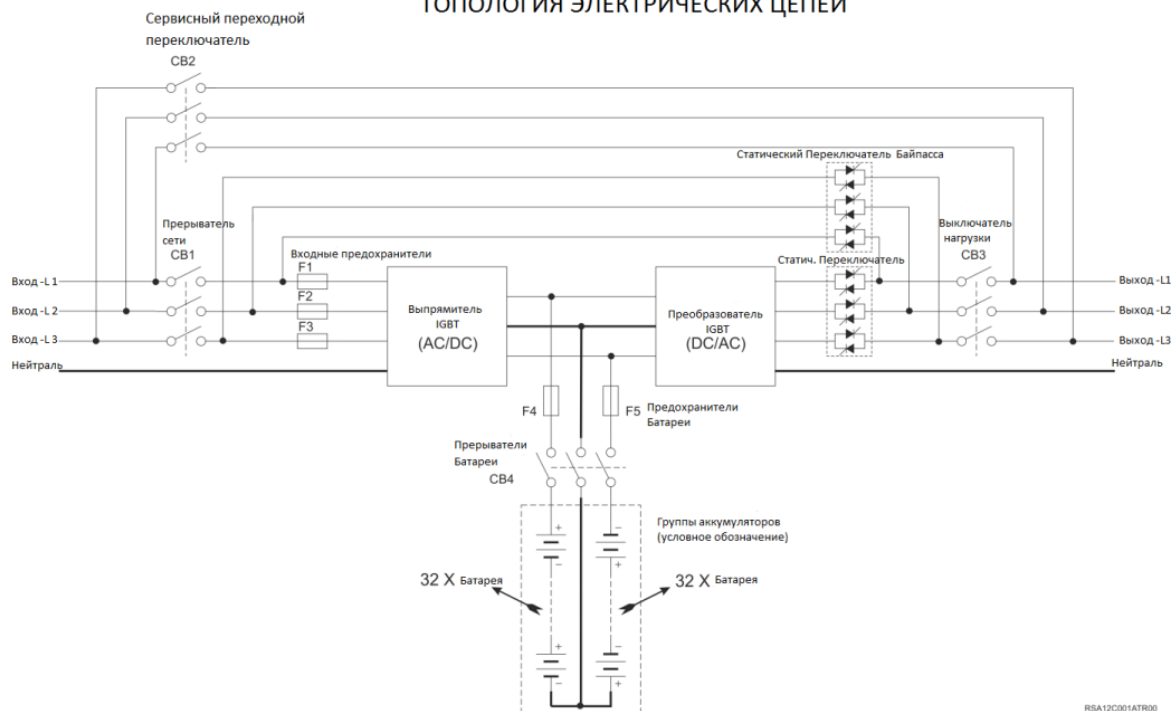 ТОПОЛОГИЯ ЭЛЕКТРИЧЕСКИХ ЦЕПЕЙ
Сервисный переходной
переключатель
CB2
Статический Переключатель Байпасса
Прерыватель
сети
CB1
Входные предохранители
F1
F2
F3
Выключатель
нагрузки
CB3
Статич. Переключатель
Вход -L 1
Вход -L 2
Вход -L 3
Нейтраль
Выпрямитель
IGBT
(AC/DC)
Преобразователь
IGBT
(DC/AC)
Выход -L1
Выход -L2
Выход -L3
Нейтраль
F4
F5 Предохранители
Батареи
Прерыватели
Батареи
CB4
+
-
-
+
Группы аккумуляторов
(условное обозначение)
32 X Батарея
32 X Батарея
+
-
-
+
RSA12C001ATR00